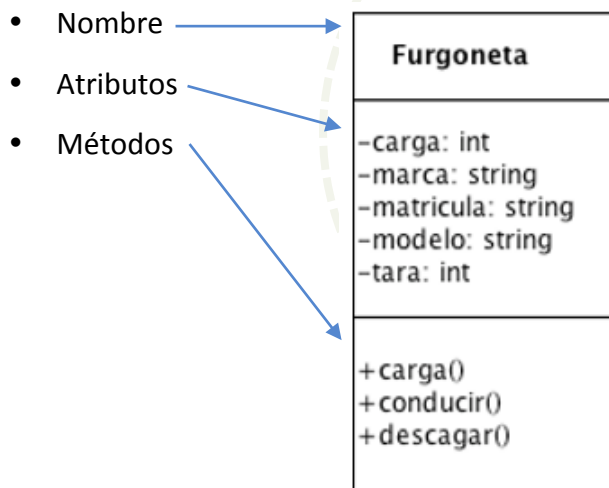 • Nombre
• Atributos
• Métodos
Furgoneta
-carga: int
-marca: string
-matricula: string
-modelo: string
-tara: int
+carga()
+conducir()
+descagar()